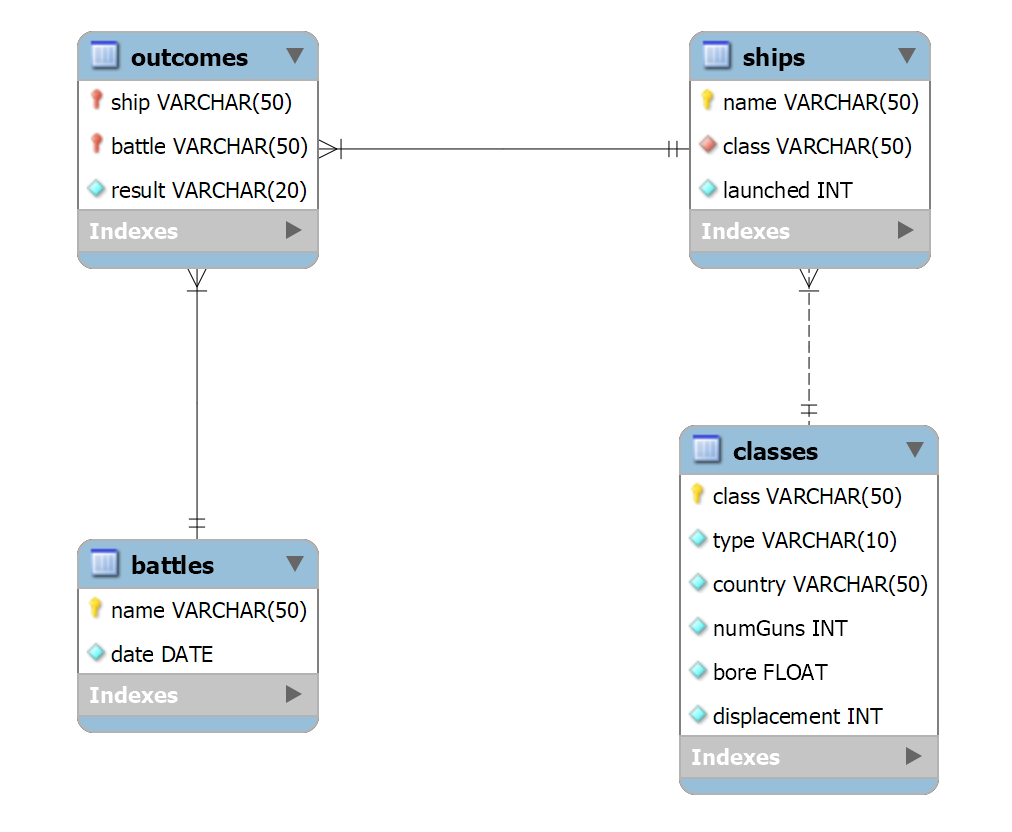 outcomes
ship VARCHAR(50)
battle VARCHAR(50)
result VARCHAR(20)
Indexes
ships
name VARCHAR(50)
class VARCHAR(50)
launched INT
Indexes
battles
name VARCHAR(50)
date DATE
Indexes
classes
class VARCHAR(50)
type VARCHAR(10)
country VARCHAR(50)
numGuns INT
bore FLOAT
displacement INT
Indexes